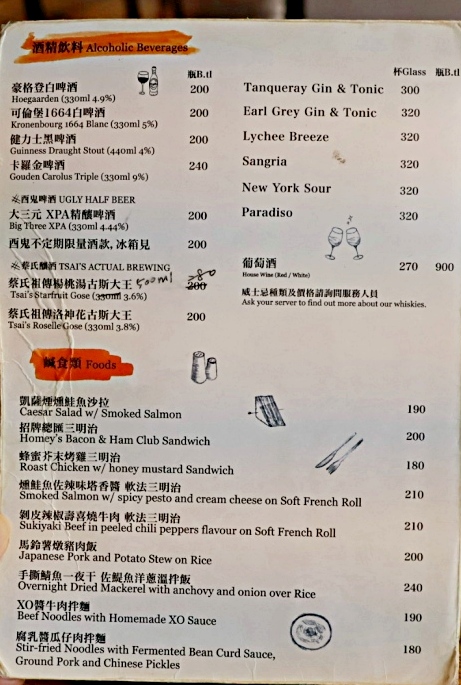 酒精飲料 Alcoholic Beverages
瓶B.tl
豪格登白啤酒 200
Hoegaarden (330ml 4.9%)
可倫堡1664白啤酒 200
Kronenbourg 1664 Blanc (330ml 5%)
健力士黑啤酒 200
Guinness Draught Stout (440ml 4%)
卡羅金啤酒 240
Gouden Carolus Triple (330ml 9%)
酉鬼啤酒 UGLY HALF BEER
大三元 XPA精釀啤酒 200
Big Three XPA (330ml 4.44%)
酉鬼不定期限量酒款, 冰箱見 200
蔡氏釀酒 TSAI'S ACTUAL BREWING
蔡氏祖傳楊桃湯古斯大王 500ml 280 200
Tsai's Starfruit Gose (330ml 3.6%)
蔡氏祖傳洛神花古斯大王 200
Tsai's Roselle Gose (330ml 3.8%)
杯Glass 瓶B.tl
Tanqueray Gin & Tonic 300
Earl Grey Gin & Tonic 320
Lychee Breeze 320
Sangria 320
New York Sour 320
Paradiso 320
葡萄酒 270 900
House Wine (Red / White)
威士忌種類及價格請詢問服務人員
Ask your server to find out more about our whiskies.
鹹食類 Foods
凱薩煙燻鮭魚沙拉
Caesar Salad w/ Smoked Salmon 190
招牌總匯三明治
Homey's Bacon & Ham Club Sandwich 200
蜂蜜芥末烤雞三明治
Roast Chicken w/ honey mustard Sandwich 180
燻鮭魚佐辣味塔香醬 軟法三明治
Smoked Salmon w/ spicy pesto and cream cheese on Soft French Roll 210
剝皮辣椒壽喜燒牛肉 軟法三明治
Sukiyaki Beef in peeled chili peppers flavour on Soft French Roll 210
馬鈴薯燉豬肉飯
Japanese Pork and Potato Stew on Rice 200
手撕鯖魚一夜干 佐鯷魚洋蔥溫拌飯
Overnight Dried Mackerel with anchovy and onion over Rice 240
XO醬牛肉拌麵
Beef Noodles with Homemade XO Sauce 190
腐乳醬瓜仔肉拌麵
Stir-fried Noodles with Fermented Bean Curd Sauce, 180
Ground Pork and Chinese Pickles